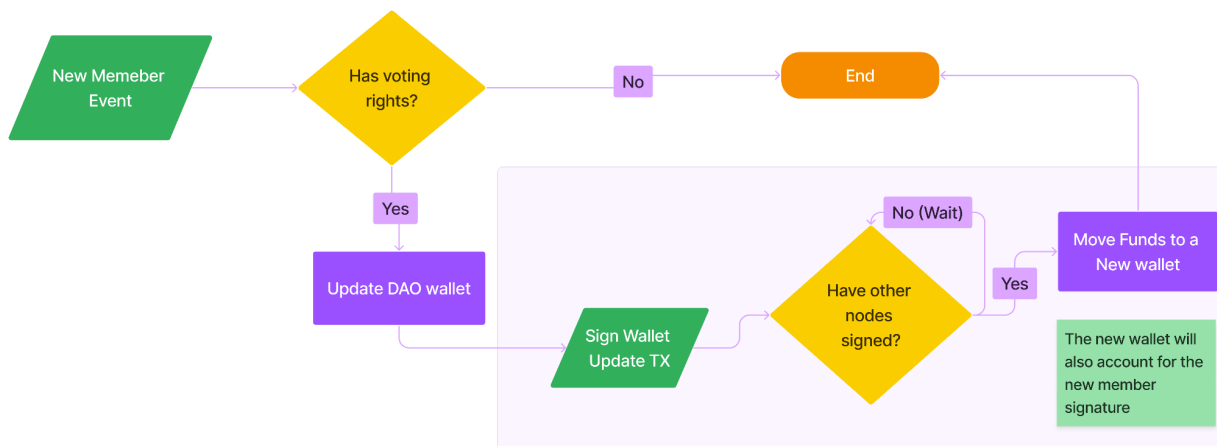 New Memeber
Event
Has voting
rights?
No
End
Yes
Update DAO wallet
Sign Wallet
Update TX
Have other
nodes
signed?
No (Wait)
Yes
Move Funds to a
New wallet
The new wallet will
also account for the
new member
signature